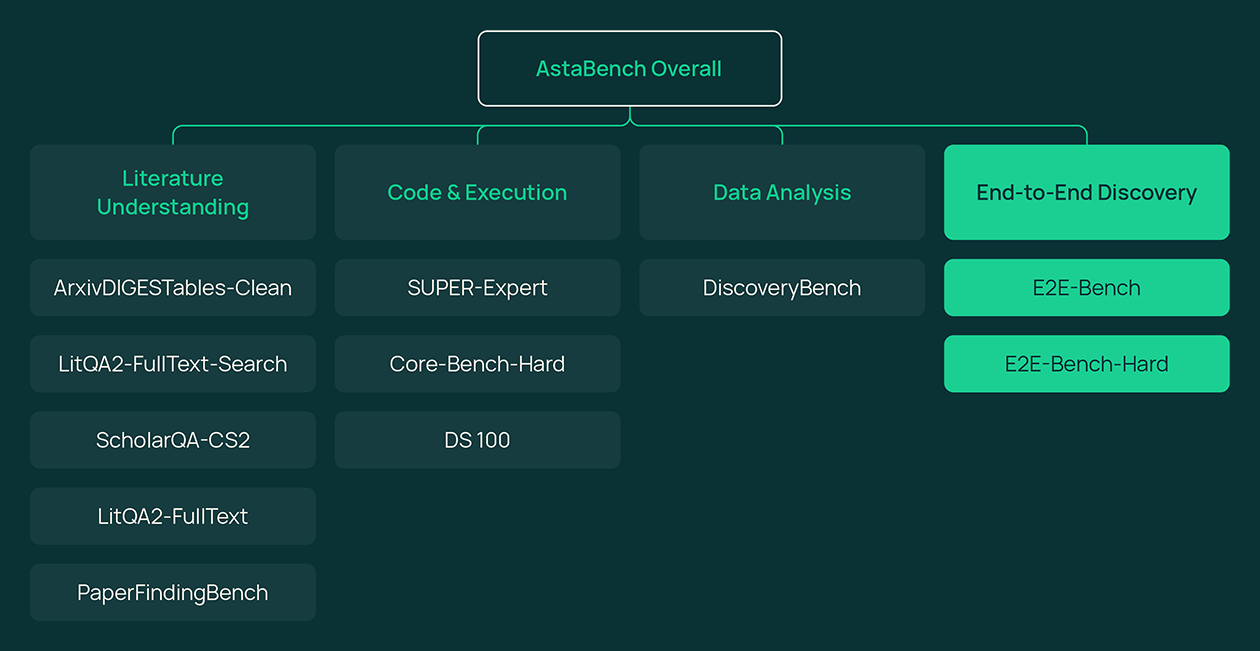 AstaBench Overall
Literature
Understanding
Code & Execution
Data Analysis
End-to-End Discovery
ArxivDIGESTables-Clean
SUPER-Expert
DiscoveryBench
E2E-Bench
LitQA2-FullText-Search
Core-Bench-Hard
E2E-Bench-Hard
ScholarQA-CS2
DS 100
LitQA2-FullText
PaperFindingBench